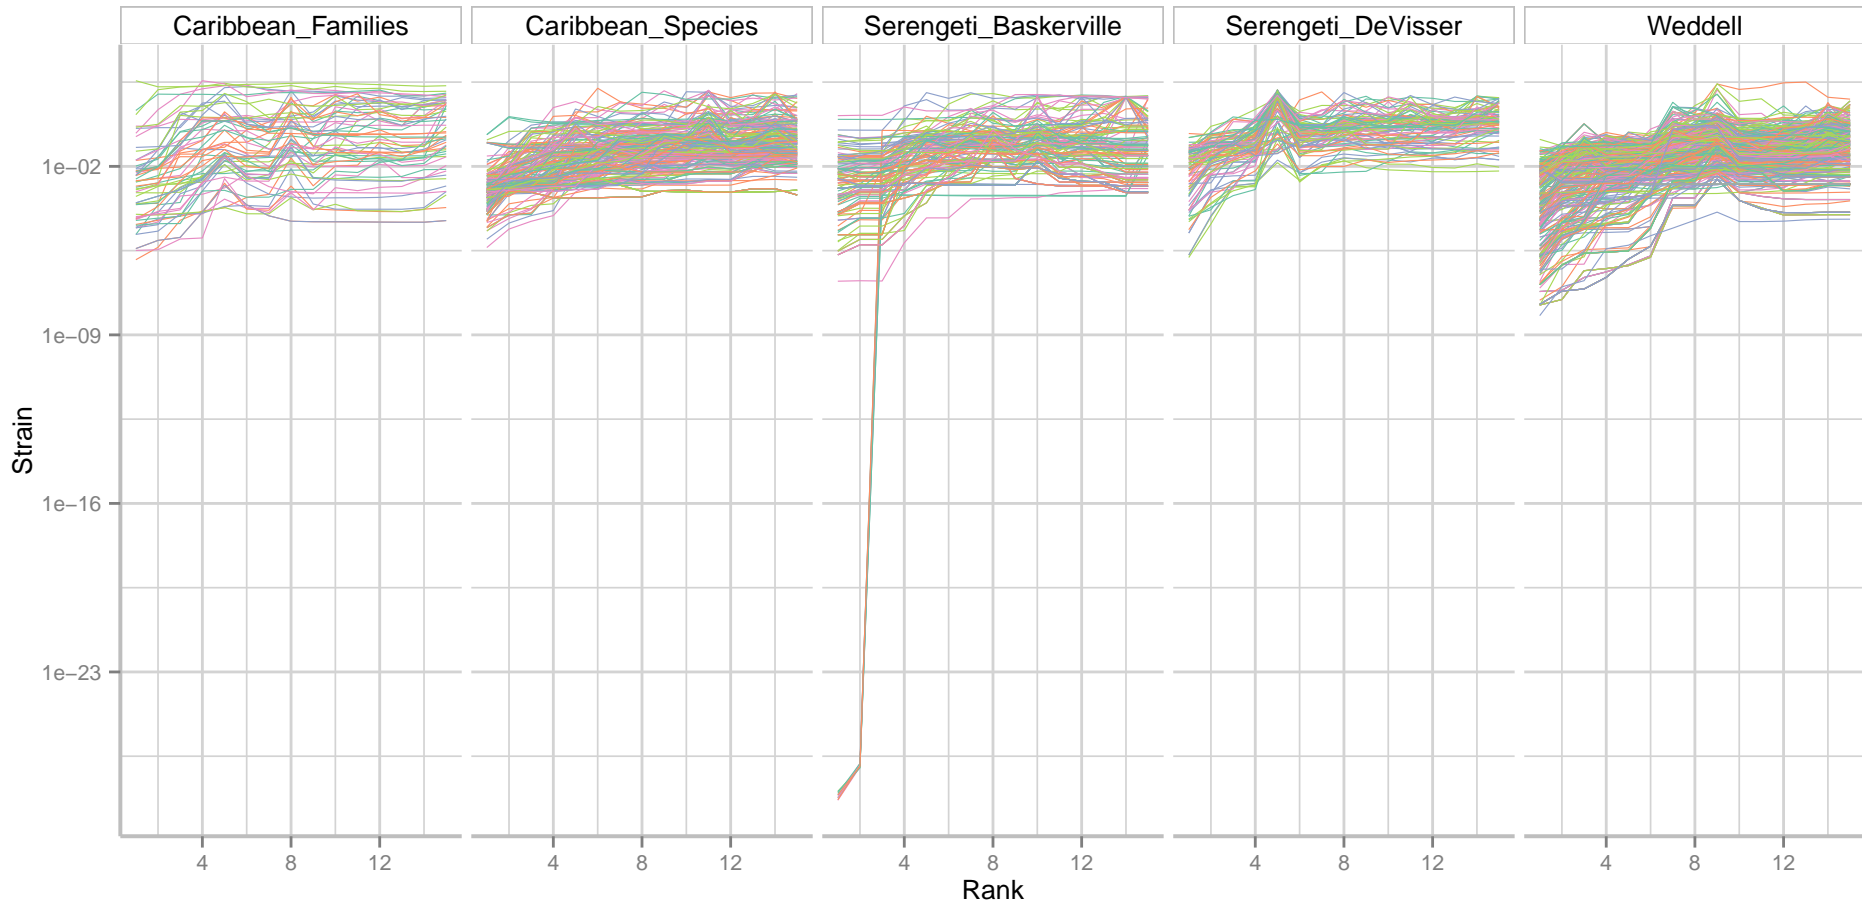 Caribbean_Families Caribbean_Species Serengeti_Baskerville Serengeti_DeVisser Weddell
Strain
1e−02
1e−09
1e−16
1e−23
4 8 12 4 8 12 4 8 12 4 8 12 4 8 12
Rank